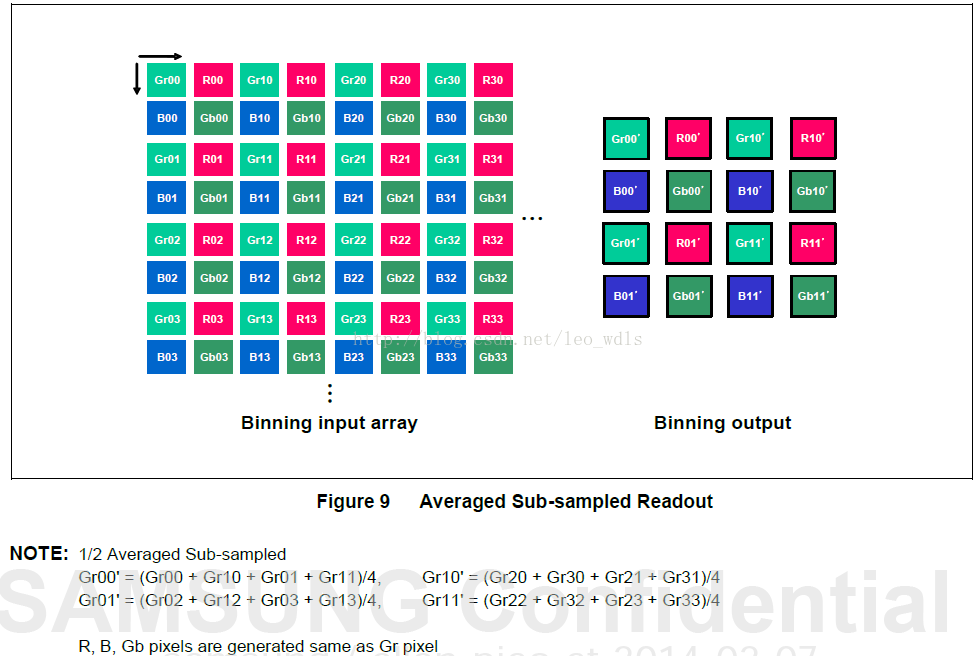 Gr00 R00 Gr10 R10 Gr20 R20 Gr30 R30
B00 Gb00 B10 Gb10 B20 Gb20 B30 Gb30
Gr01 R01 Gr11 R11 Gr21 R21 Gr31 R31
B01 Gb01 B11 Gb11 B21 Gb21 B31 Gb31
Gr02 R02 Gr12 R12 Gr22 R22 Gr32 R32
B02 Gb02 B12 Gb12 B22 Gb22 B32 Gb32
Gr03 R03 Gr13 R13 Gr23 R23 Gr33 R33
B03 Gb03 B13 Gb13 B23 Gb23 B33 Gb33
...
⋮
Binning input array
Gr00' R00' Gr10' R10'
B00' Gb00' B10' Gb10'
Gr01' R01' Gr11' R11'
B01' Gb01' B11' Gb11'
Binning output
http://blog.csdn.net/leo_wdls
Figure 9 Averaged Sub-sampled Readout
NOTE: 1/2 Averaged Sub-sampled
Gr00' = (Gr00 + Gr10 + Gr01 + Gr11)/4, Gr10' = (Gr20 + Gr30 + Gr21 + Gr31)/4
Gr01' = (Gr02 + Gr12 + Gr03 + Gr13)/4, Gr11' = (Gr22 + Gr32 + Gr23 + Gr33)/4
SAMSUNG Confidential
R, B, Gb pixels are generated same as Gr pixel